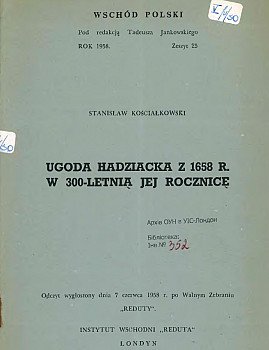 WSCHÓD POLSKI
Pod redakcją Tadeusza Jankowskiego
ROK 1958. Zeszyt 25
STANISŁAW KOŚCIAŁKOWSKI
UGODA HADZIACKA Z 1658 R.
W 300-LETNIĄ JEJ ROCZNICĘ
Архів ОУН в УІС-Лондон
Бібліотека:
Інв № 352
Odczyt wygłoszony dnia 7 czerwca 1958 r. po Walnym Zebraniu
„REDUTY".
INSTYTUT WSCHODNI „REDUTA"
LONDYN